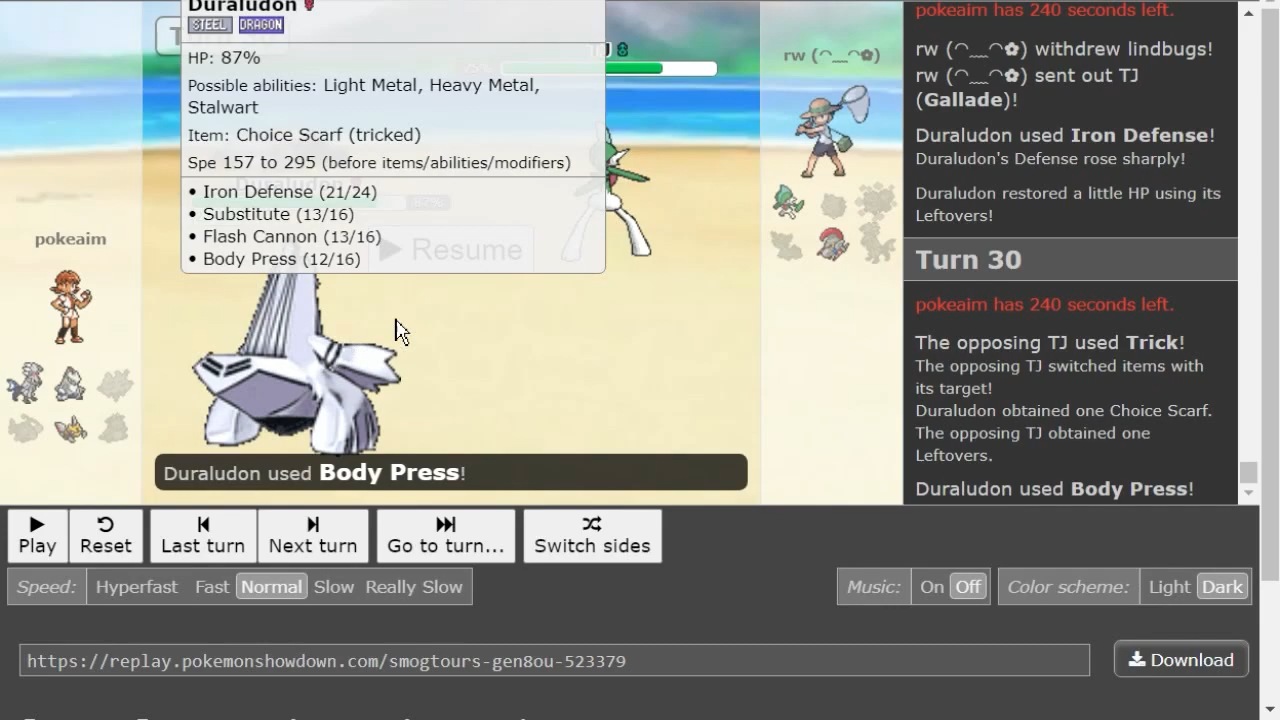 Duraludon
STEEL DRAGON
HP: 87%
Possible abilities: Light Metal, Heavy Metal,
Stalwart
Item: Choice Scarf (tricked)
Spe 157 to 295 (before items/abilities/modifiers)
• Iron Defense (21/24)
• Substitute (13/16)
• Flash Cannon (13/16)
• Body Press (12/16)
Resume
87%
pokeaim
rw (◠﹏◠✿)
Duraludon used Body Press!
pokeaim has 240 seconds left.
rw (◠﹏◠✿) withdrew lindbugs!
rw (◠﹏◠✿) sent out TJ
(Gallade)!
Duraludon used Iron Defense!
Duraludon's Defense rose sharply!
Duraludon restored a little HP using its
Leftovers!
Turn 30
pokeaim has 240 seconds left.
The opposing TJ used Trick!
The opposing TJ switched items with
its target!
Duraludon obtained one Choice Scarf.
The opposing TJ obtained one
Leftovers.
Duraludon used Body Press!
Play Reset Last turn Next turn Go to turn... Switch sides
Speed: Hyperfast Fast Normal Slow Really Slow Music: On Off Color scheme: Light Dark
https://replay.pokemonshowdown.com/smogtours-gen8ou-523379
Download